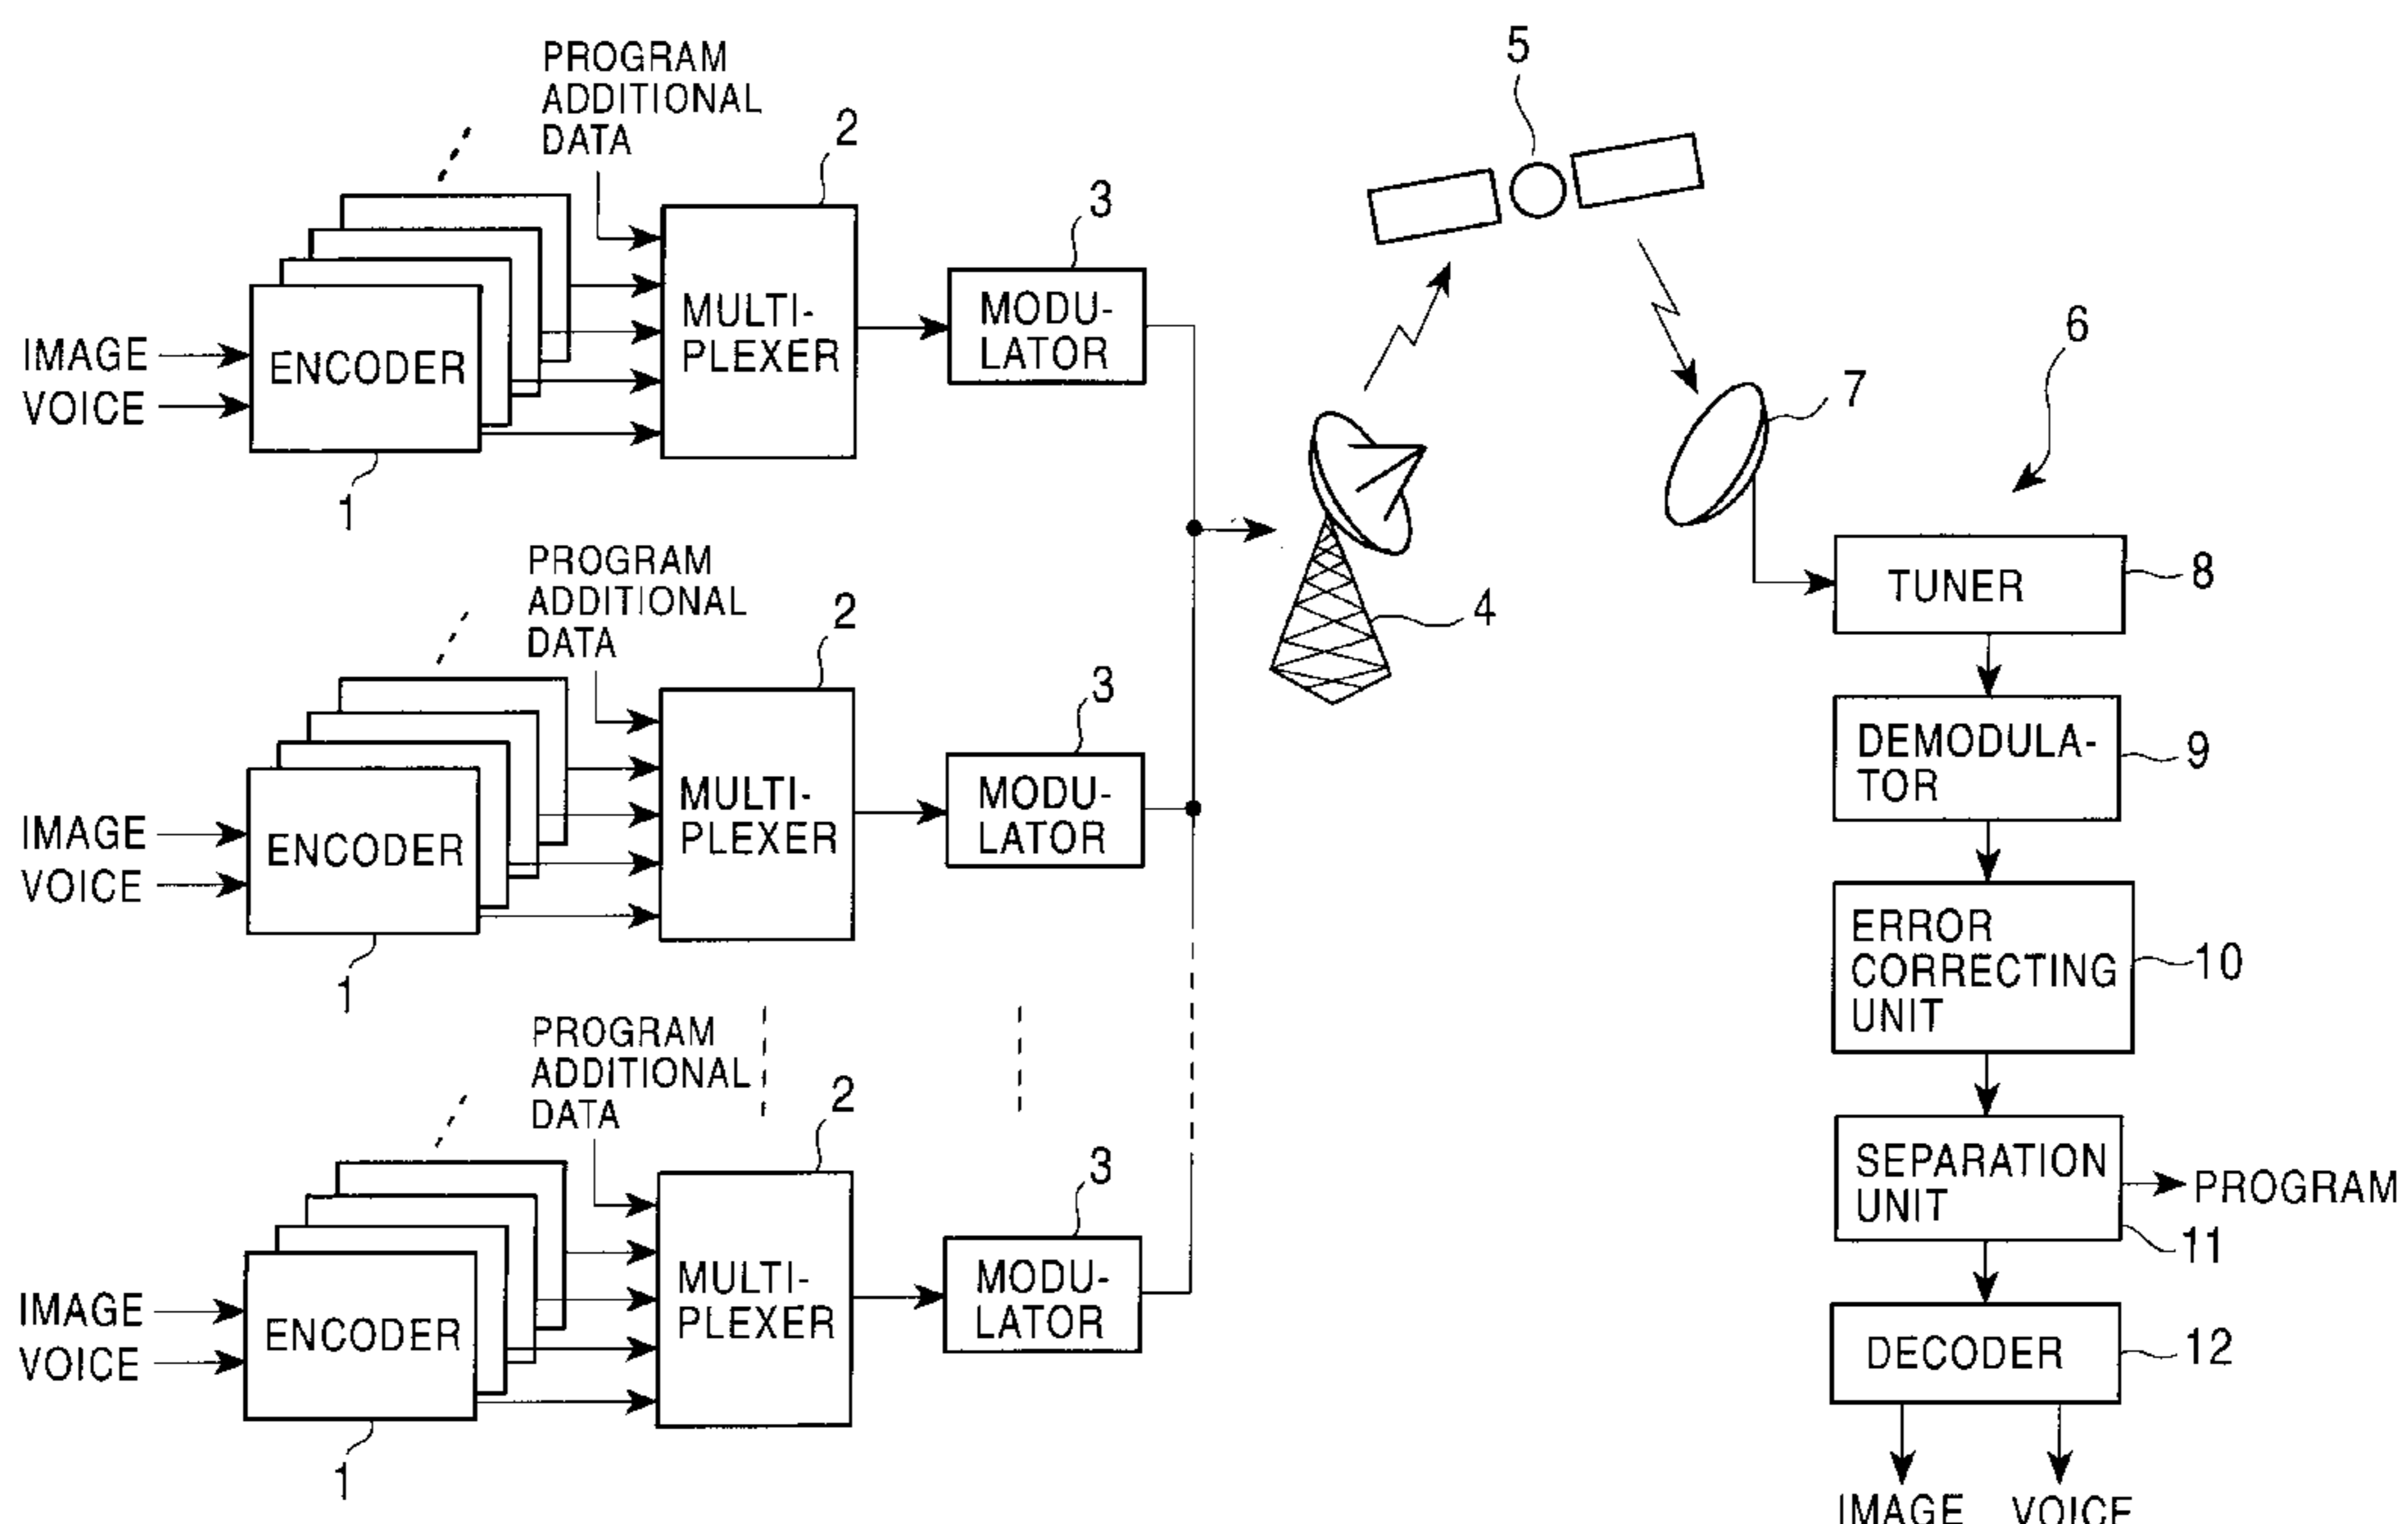 PROGRAM
ADDITIONAL
DATA
2
3
MULTI-
PLEXER
MODU-
LATOR
IMAGE
VOICE
ENCODER
1
PROGRAM
ADDITIONAL
DATA
2
3
MULTI-
PLEXER
MODU-
LATOR
IMAGE
VOICE
ENCODER
1
PROGRAM
ADDITIONAL
DATA
2
3
MULTI-
PLEXER
MODU-
LATOR
IMAGE
VOICE
ENCODER
1
4
5
6
7
TUNER
8
DEMODULA-
TOR
9
ERROR
CORRECTING
UNIT
10
SEPARATION
UNIT
PROGRAM
11
DECODER
12
IMAGE
VOICE